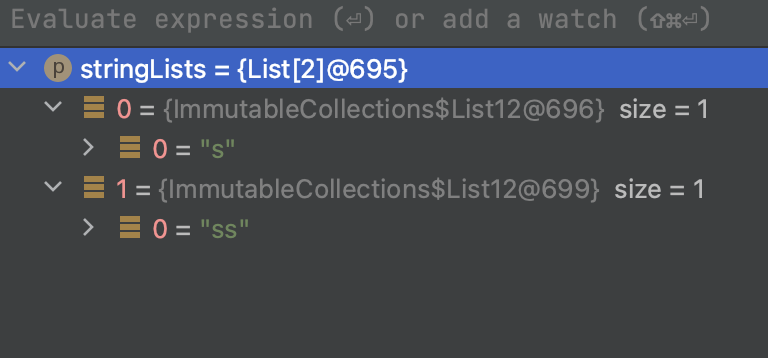 Evaluate expression (⏎) or add a watch (⇧⌘⏎)
p stringLists = {List[2]@695}
0 = {ImmutableCollections$List12@696} size = 1
0 = "s"
1 = {ImmutableCollections$List12@699} size = 1
0 = "ss"